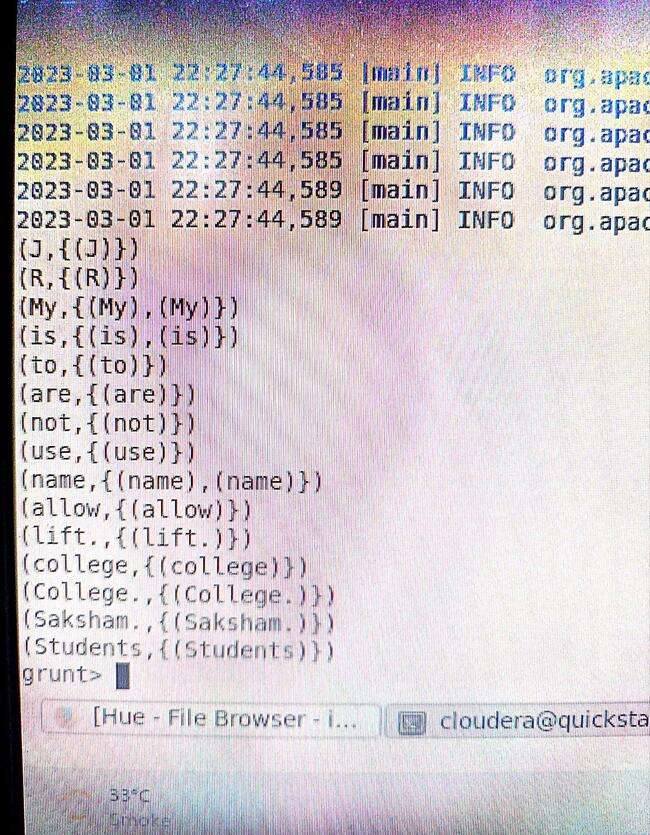 2023-03-01 22:27:44,585 [main] INFO org.apac
2023-03-01 22:27:44,585 [main] INFO org.apac
2023-03-01 22:27:44,585 [main] INFO org.apac
2023-03-01 22:27:44,585 [main] INFO org.apac
2023-03-01 22:27:44,589 [main] INFO org.apac
2023-03-01 22:27:44,589 [main] INFO org.apac
(J,{(J)})
(R,{(R)})
(My,{(My),(My)})
(is,{(is),(is)})
(to,{(to)})
(are,{(are)})
(not,{(not)})
(use,{(use)})
(name,{(name),(name)})
(allow,{(allow)})
(lift.,{(lift.)})
(college,{(college)})
(College.,{(College.)})
(Saksham.,{(Saksham.)})
(Students,{(Students)})
grunt>
[Hue - File Browser - i... cloudera@quicksta
33°C
Smoke